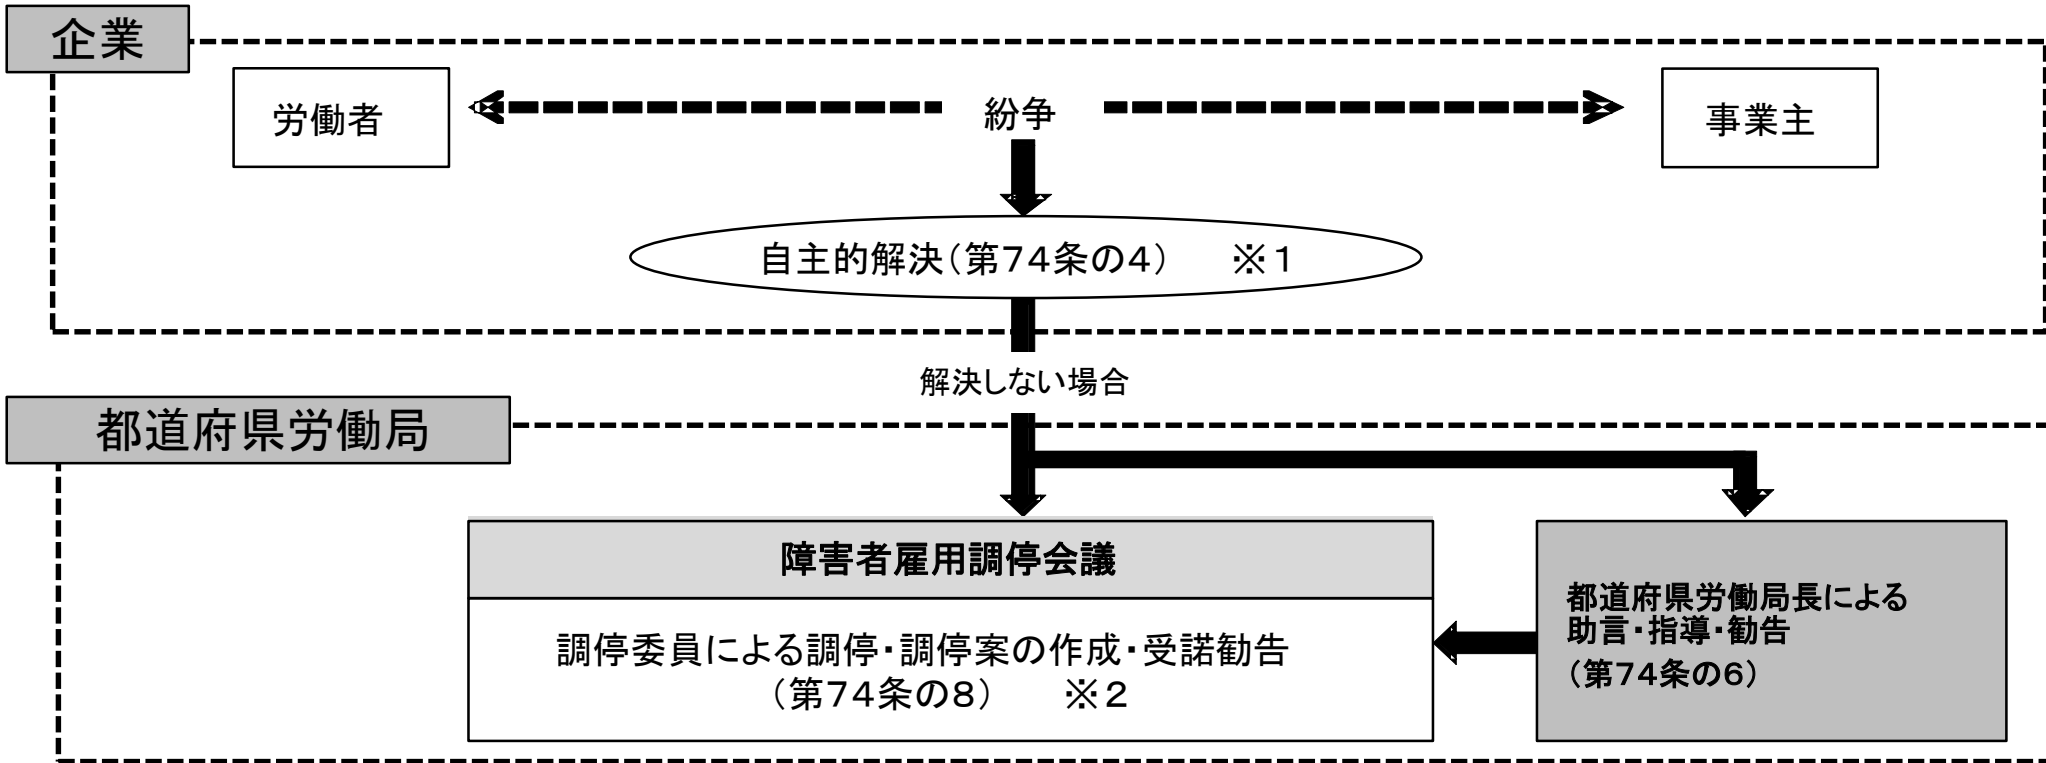 企業
労働者
紛争
事業主
自主的解決(第74条の4)　※1
解決しない場合
都道府県労働局
障害者雇用調停会議
調停委員による調停・調停案の作成・受諾勧告
(第74条の8)　※2
都道府県労働局長による
助言・指導・勧告
(第74条の6)